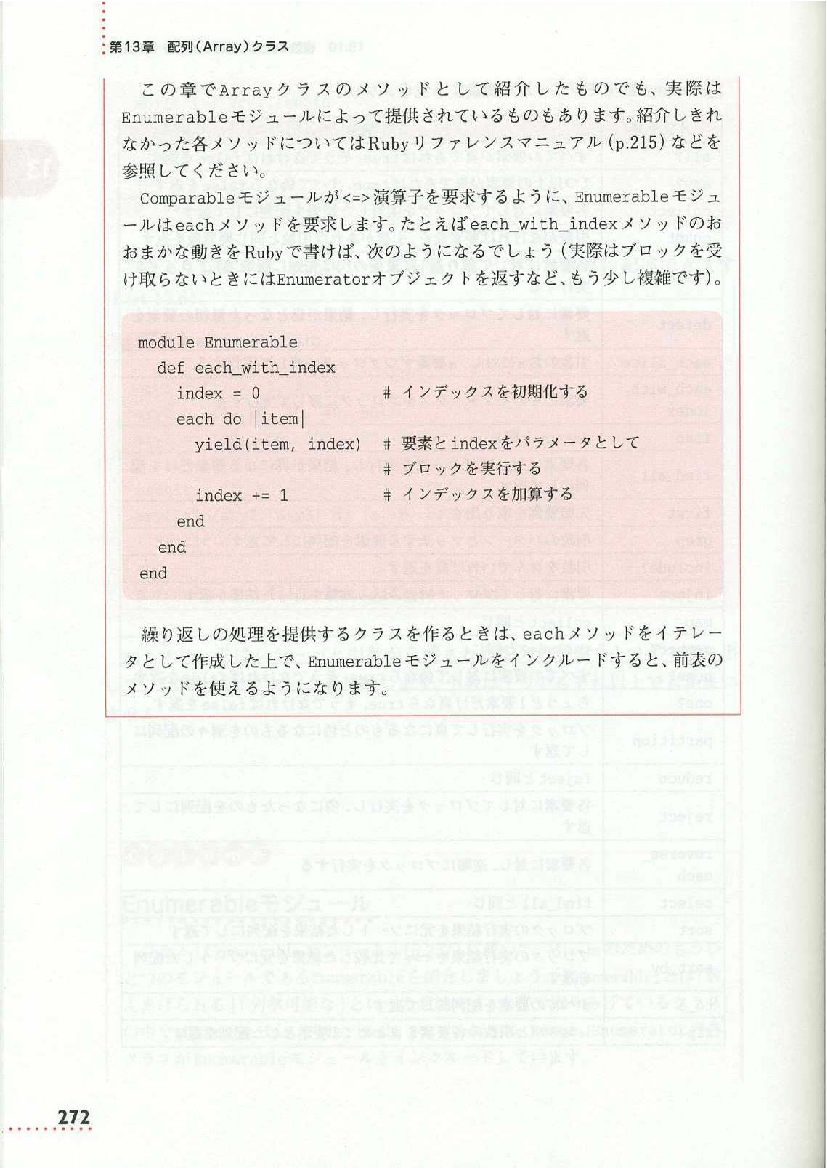 第13章 配列(Array)クラス
この章でArrayクラスのメソッドとして紹介したものでも、実際は
Enumerableモジュールによって提供されているものもあります。紹介しきれ
なかった各メソッドについてはRubyリファレンスマニュアル(p.215)などを
参照してください。
Comparableモジュールが<=>演算子を要求するように、Enumerableモジュ
ールはeachメソッドを要求します。たとえばeach_with_indexメソッドのお
おまかな動きをRubyで書けば、次のようになるでしょう(実際はブロックを受
け取らないときにはEnumeratorオブジェクトを返すなど、もう少し複雑です)。
module Enumerable
def each_with_index
index = 0 # インデックスを初期化する
each do |item|
yield(item, index) # 要素とindexをパラメータとして
# ブロックを実行する
index += 1 # インデックスを加算する
end
end
end
繰り返しの処理を提供するクラスを作るときは、eachメソッドをイテレー
タとして作成した上で、Enumerableモジュールをインクルードすると、前表の
メソッドを使えるようになります。
272